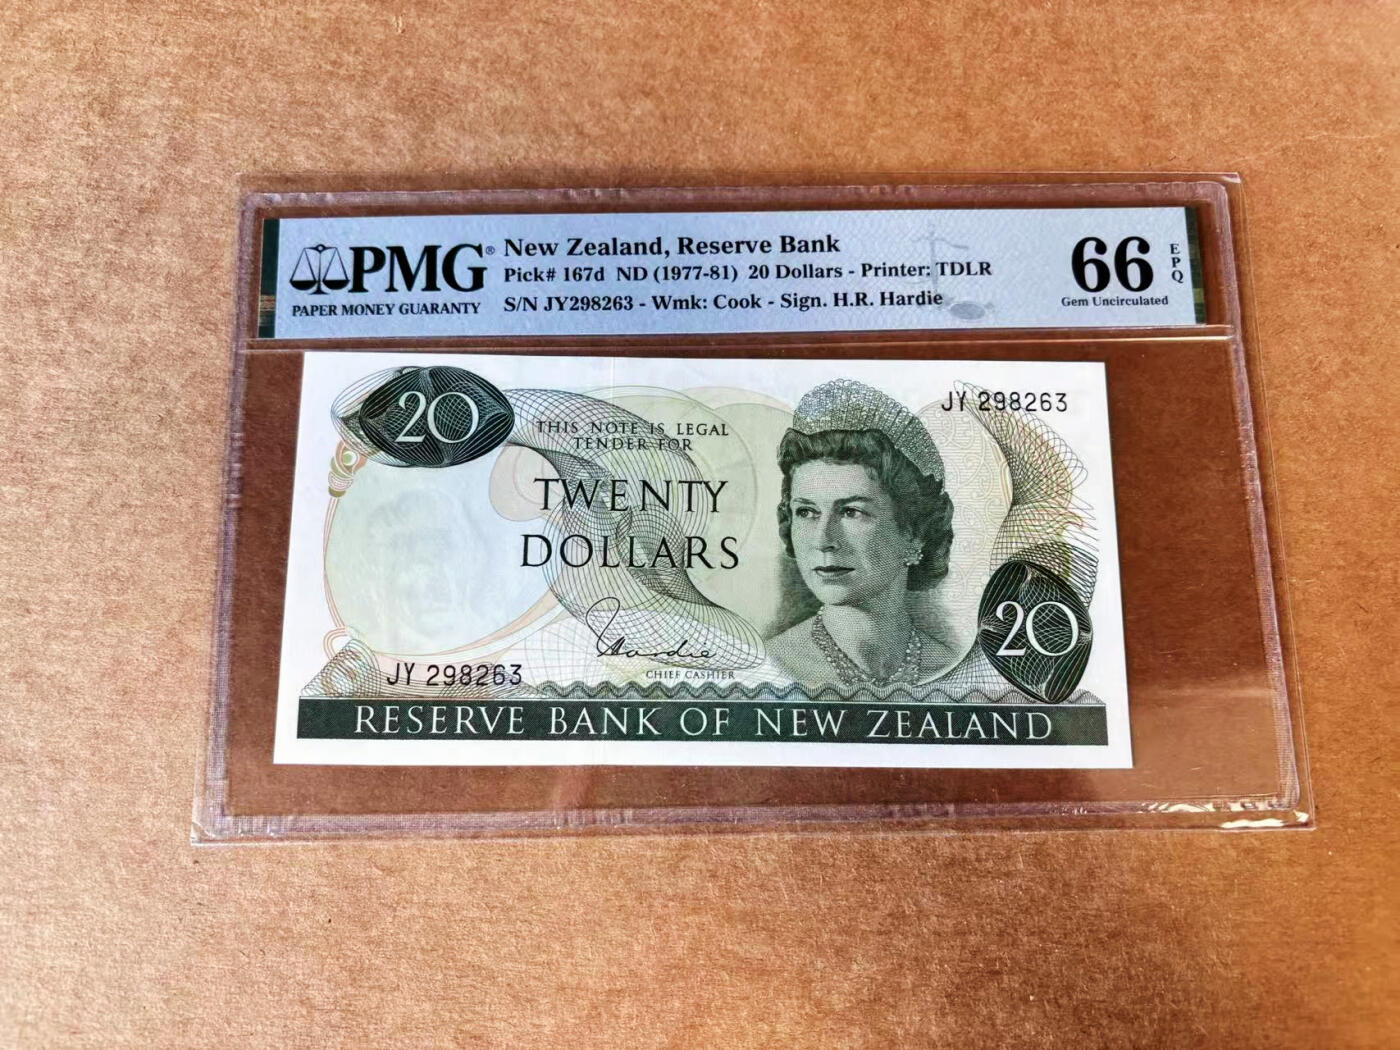 PMG®
PAPER MONEY GUARANTY
New Zealand, Reserve Bank
Pick# 167d ND (1977-81) 20 Dollars - Printer: TDLR
S/N JY298263 - Wmk: Cook - Sign. H.R. Hardie
66
EPQ
Gem Uncirculated
20
JY 298263
THIS NOTE IS LEGAL
TENDER FOR
TWENTY
DOLLARS
Hardie
CHIEF CASHIER
20
JY 298263
RESERVE BANK OF NEW ZEALAND